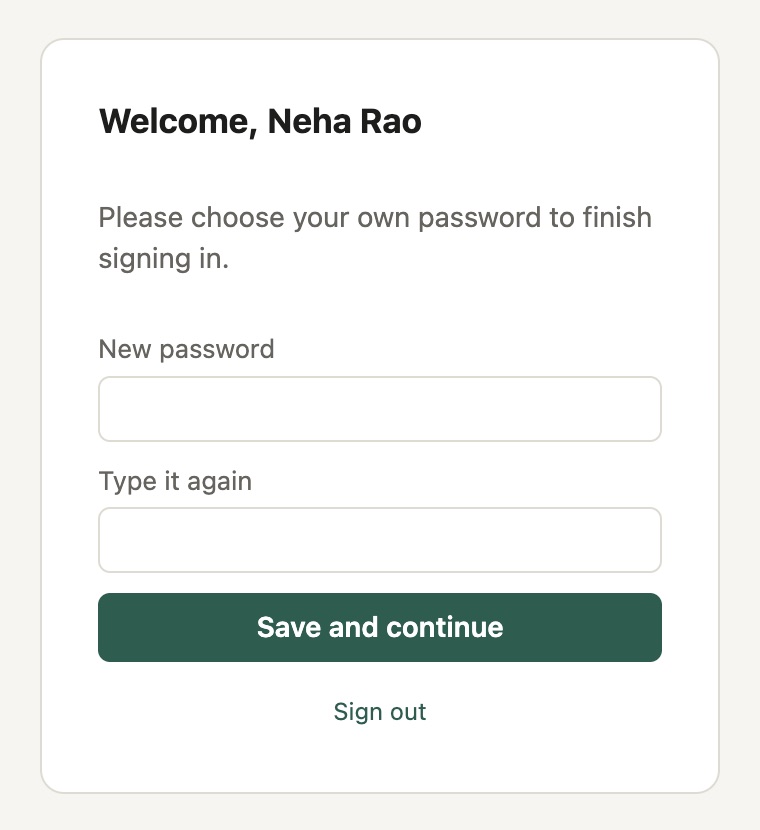 Welcome, Neha Rao
Please choose your own password to finish
signing in.
New password
Type it again
Save and continue
Sign out